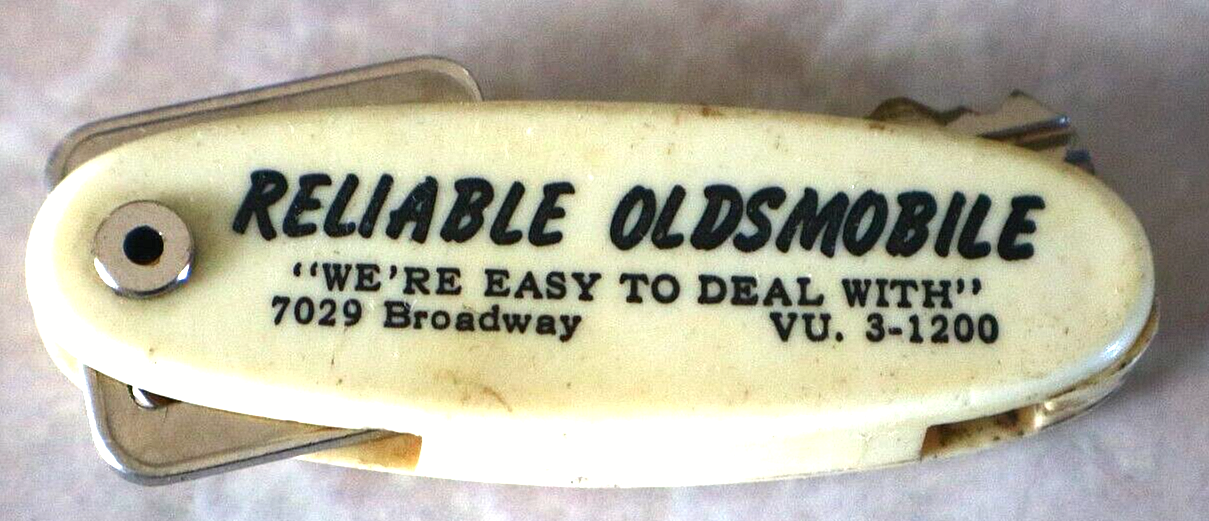 RELIABLE OLDSMOBILE
“WE'RE EASY TO DEAL WITH”
7029 Broadway VU. 3-1200